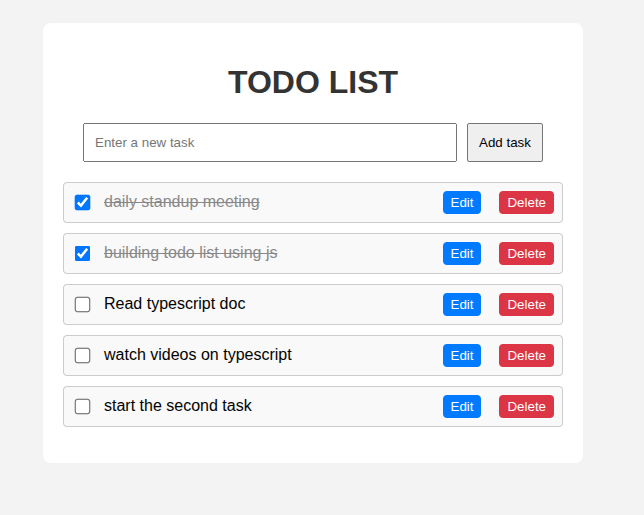 TODO LIST
Enter a new task Add task
daily standup meeting Edit Delete
building todo list using js Edit Delete
Read typescript doc Edit Delete
watch videos on typescript Edit Delete
start the second task Edit Delete